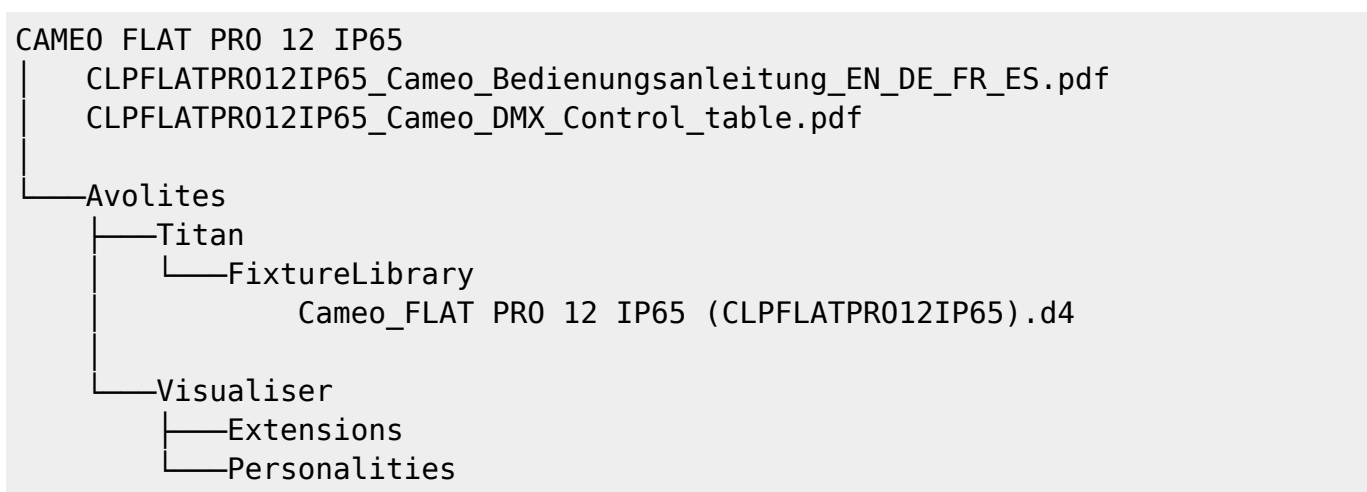 CAMEO FLAT PRO 12 IP65
│    CLPFLATPRO12IP65_Cameo_Bedienungsanleitung_EN_DE_FR_ES.pdf
│    CLPFLATPRO12IP65_Cameo_DMX_Control_table.pdf
│
└───Avolites
    ├───Titan
    │   └───FixtureLibrary
    │           Cameo_FLAT PRO 12 IP65 (CLPFLATPRO12IP65).d4
    │
    └───Visualiser
        ├───Extensions
        └───Personalities